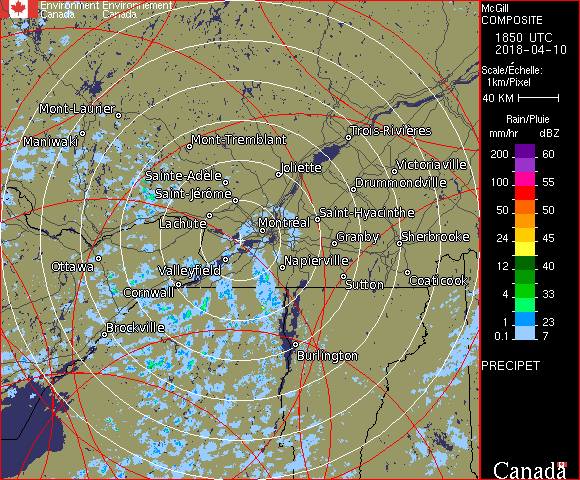 Environment Environnement
Canada Canada
McGill
COMPOSITE
1850 UTC
2018-04-10
Scale/Échelle:
1km/Pixel
40 KM
Rain/Pluie
mm/hr dBZ
200 60
100 55
50 50
24 45
12 40
4 33
1 23
0.1 7
PRECIPET
Canada
Mont-Laurier
Maniwaki
Mont-Tremblant
Trois-Rivières
Joliette
Victoriaville
Sainte-Adèle
Drummondville
Saint-Jérôme
Saint-Hyacinthe
Lachute
Montréal
Granby
Sherbrooke
Ottawa
Valleyfield
Napierville
Cornwall
Sutton
Coaticook
Brockville
Burlington